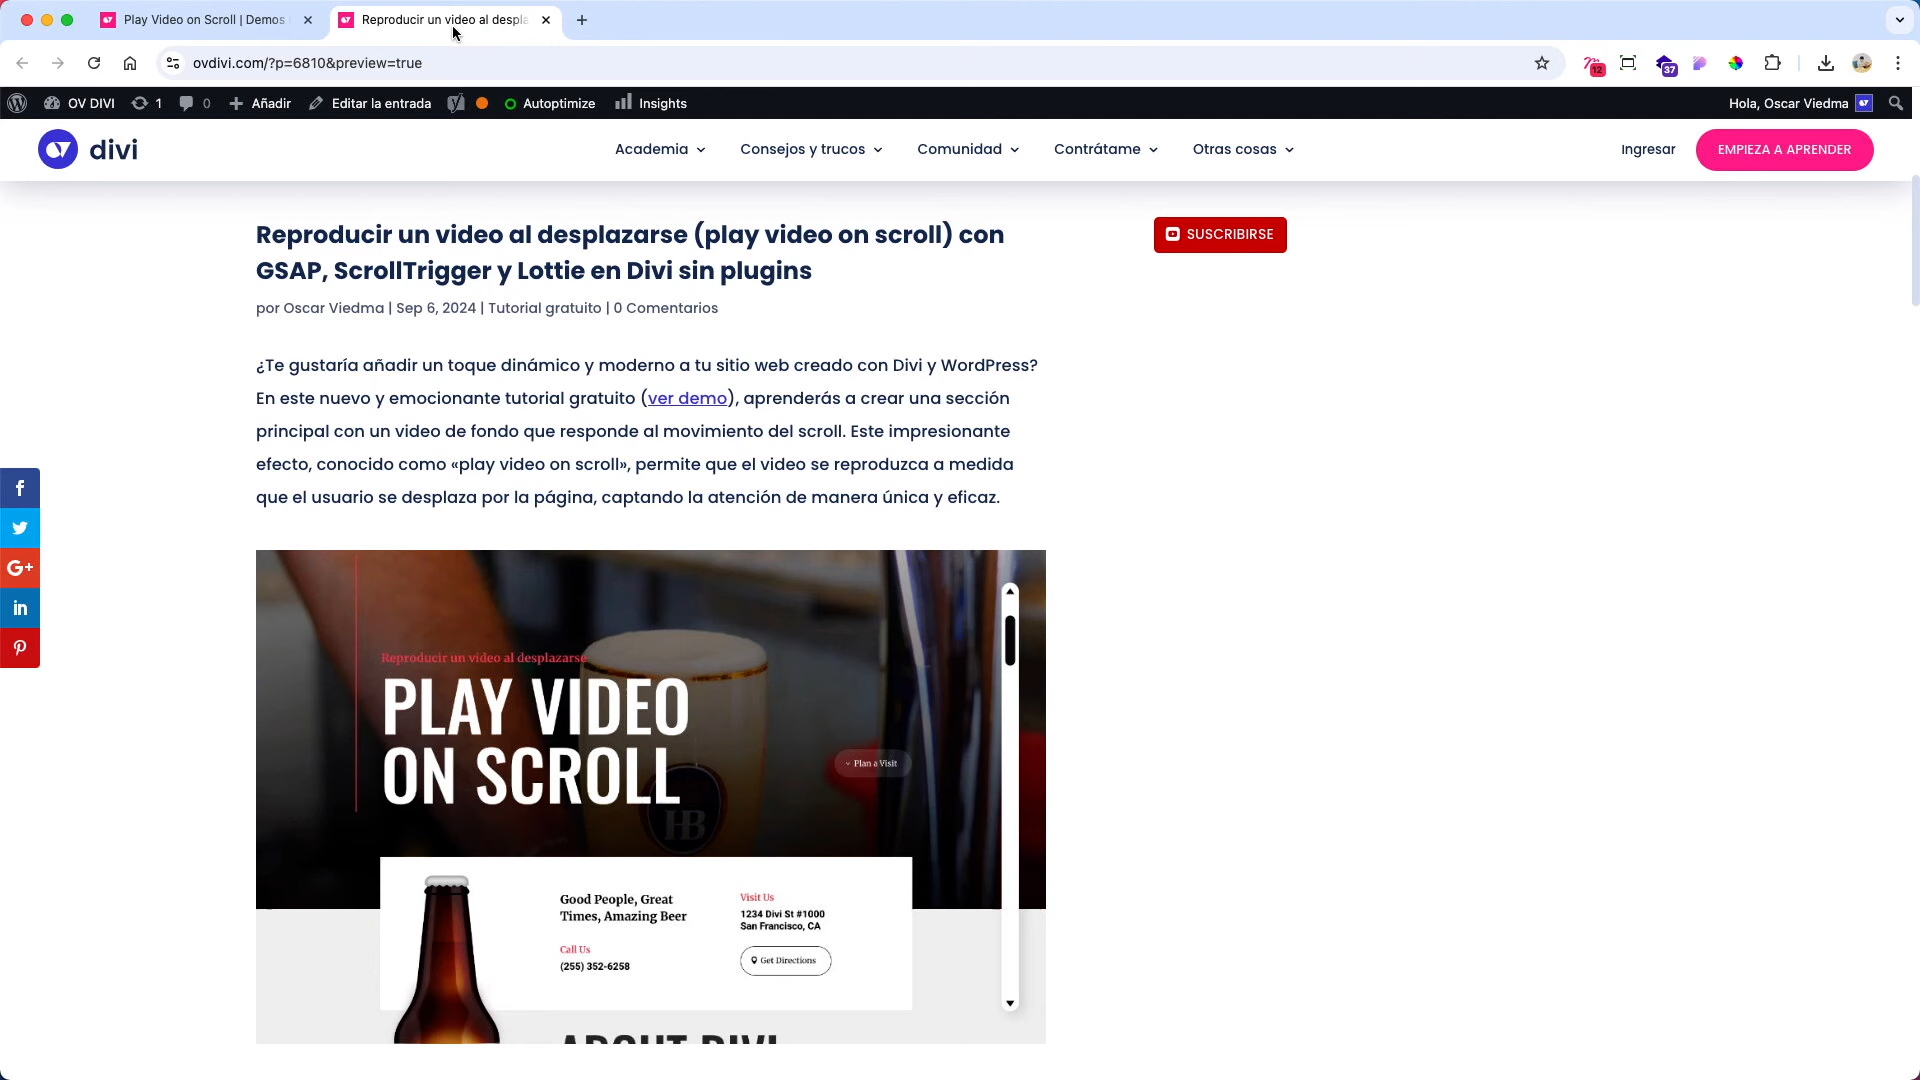 Play Video on Scroll | Demos
Reproducir un video al despla
ovdivi.com/?p=6810&preview=true
12
37
OV DIVI
1
0
Añadir
Editar la entrada
Autoptimize
Insights
Hola, Oscar Viedma
divi
Academia
Consejos y trucos
Comunidad
Contrátame
Otras cosas
Ingresar
EMPIEZA A APRENDER
Reproducir un video al desplazarse (play video on scroll) con
GSAP, ScrollTrigger y Lottie en Divi sin plugins
SUSCRIBIRSE
por Oscar Viedma | Sep 6, 2024 | Tutorial gratuito | 0 Comentarios
¿Te gustaría añadir un toque dinámico y moderno a tu sitio web creado con Divi y WordPress?
En este nuevo y emocionante tutorial gratuito (ver demo), aprenderás a crear una sección
principal con un video de fondo que responde al movimiento del scroll. Este impresionante
efecto, conocido como «play video on scroll», permite que el video se reproduzca a medida
que el usuario se desplaza por la página, captando la atención de manera única y eficaz.
f
G+
in
Reproducir un video al desplazarse
PLAY VIDEO
ON SCROLL
Plan a Visit
HB
Good People, Great
Times, Amazing Beer
Call Us
(255) 352-6258
Visit Us
1234 Divi St #1000
San Francisco, CA
Get Directions
ABOUT DIVI